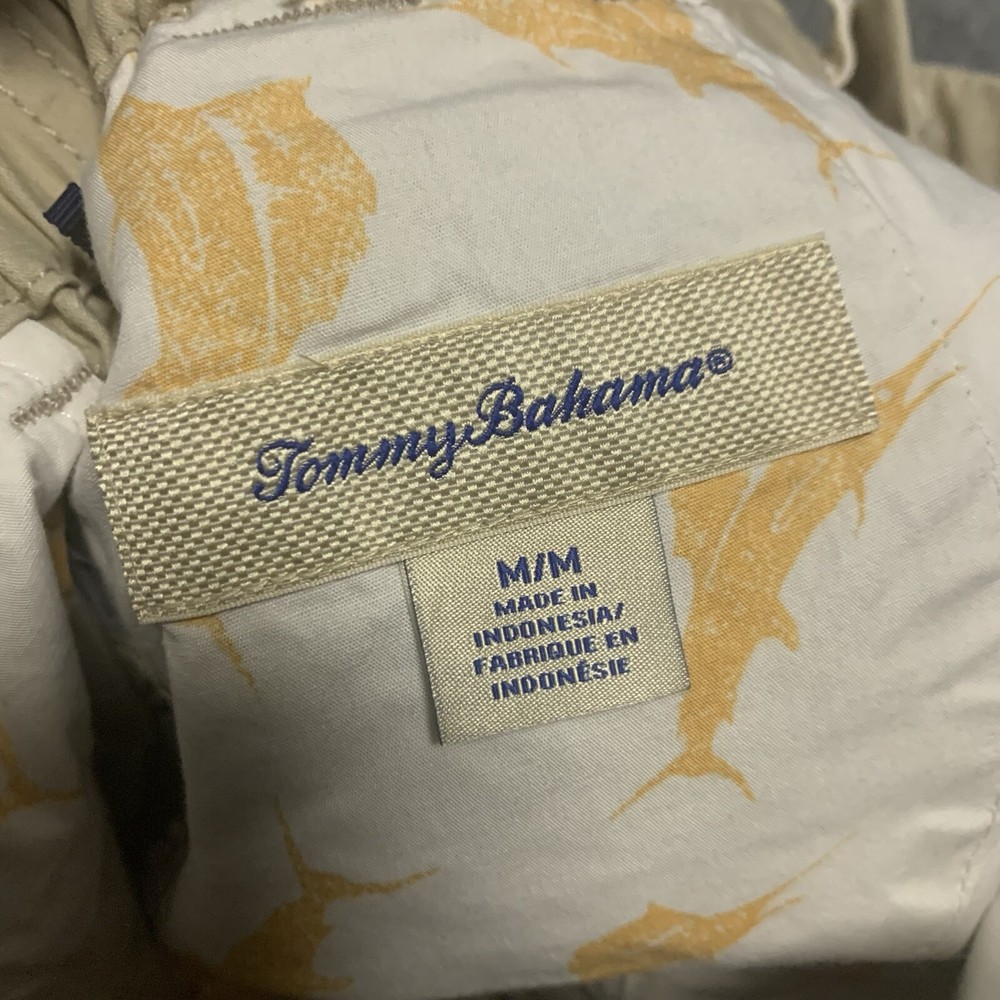 Tommy Bahama®
M/M
MADE IN
INDONESIA/
FABRIQUE EN
INDONÉSIE